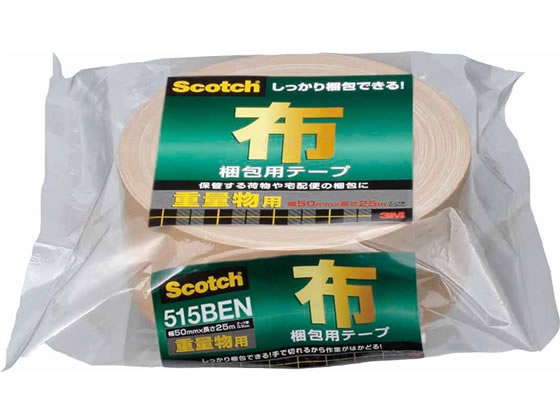 Scotch しっかり梱包できる!
布
梱包用テープ
保管する荷物や宅配便の梱包に
重量物用 幅50mm×長さ25m
3M
Scotch
515BEN
幅50mm×長さ25m
重量物用
布
梱包用テープ
しっかり梱包できる!手で切れるから作業がはかどる!